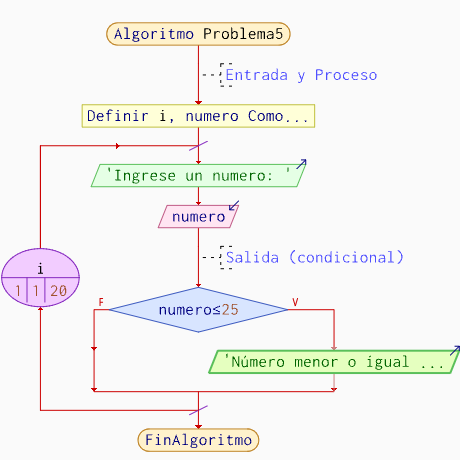 Algoritmo Problema5
Entrada y Proceso
Definir i, numero Como...
'Ingrese un numero: '
numero
Salida (condicional)
i
1 1 20
numero≤25
F
V
'Número menor o igual ...
FinAlgoritmo